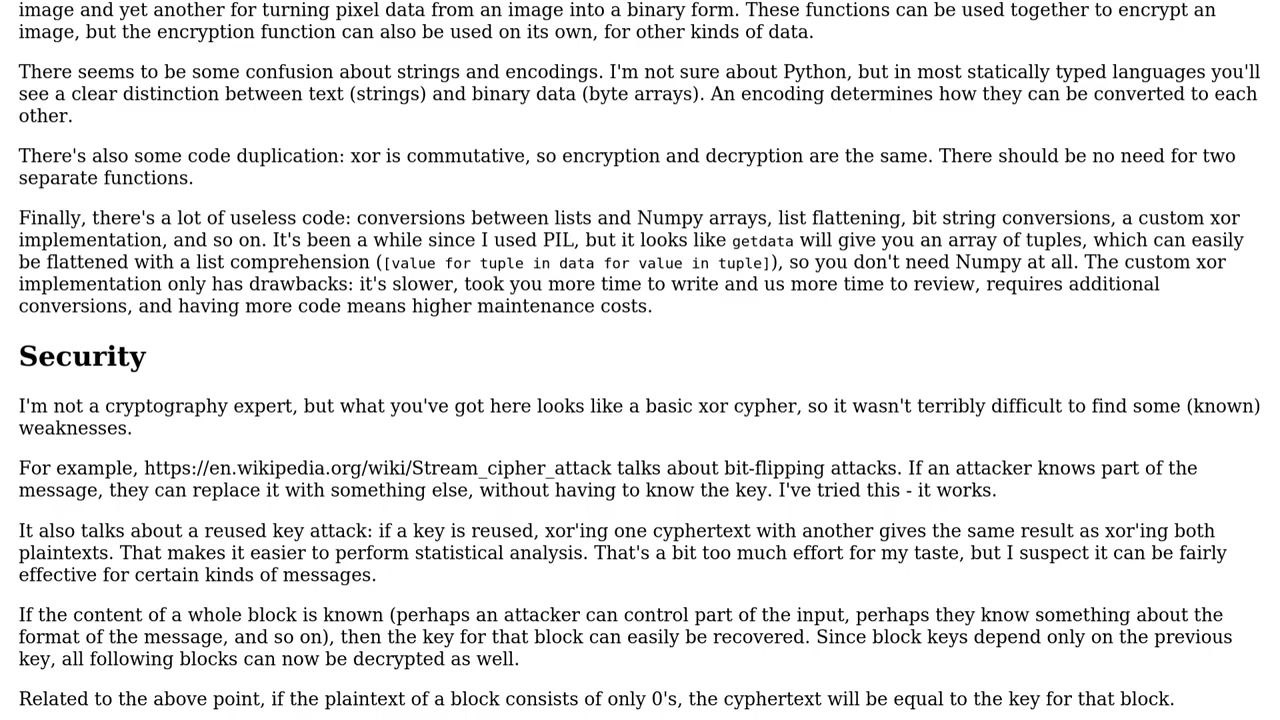 image and yet another for turning pixel data from an image into a binary form. These functions can be used together to encrypt an
image, but the encryption function can also be used on its own, for other kinds of data.
There seems to be some confusion about strings and encodings. I'm not sure about Python, but in most statically typed languages you'll
see a clear distinction between text (strings) and binary data (byte arrays). An encoding determines how they can be converted to each
other.
There's also some code duplication: xor is commutative, so encryption and decryption are the same. There should be no need for two
separate functions.
Finally, there's a lot of useless code: conversions between lists and Numpy arrays, list flattening, bit string conversions, a custom xor
implementation, and so on. It's been a while since I used PIL, but it looks like getdata will give you an array of tuples, which can easily
be flattened with a list comprehension ([value for tuple in data for value in tuple]), so you don't need Numpy at all. The custom xor
implementation only has drawbacks: it's slower, took you more time to write and us more time to review, requires additional
conversions, and having more code means higher maintenance costs.
Security
I'm not a cryptography expert, but what you've got here looks like a basic xor cypher, so it wasn't terribly difficult to find some (known)
weaknesses.
For example, https://en.wikipedia.org/wiki/Stream_cipher_attack talks about bit-flipping attacks. If an attacker knows part of the
message, they can replace it with something else, without having to know the key. I've tried this - it works.
It also talks about a reused key attack: if a key is reused, xor'ing one cyphertext with another gives the same result as xor'ing both
plaintexts. That makes it easier to perform statistical analysis. That's a bit too much effort for my taste, but I suspect it can be fairly
effective for certain kinds of messages.
If the content of a whole block is known (perhaps an attacker can control part of the input, perhaps they know something about the
format of the message, and so on), then the key for that block can easily be recovered. Since block keys depend only on the previous
key, all following blocks can now be decrypted as well.
Related to the above point, if the plaintext of a block consists of only 0's, the cyphertext will be equal to the key for that block.